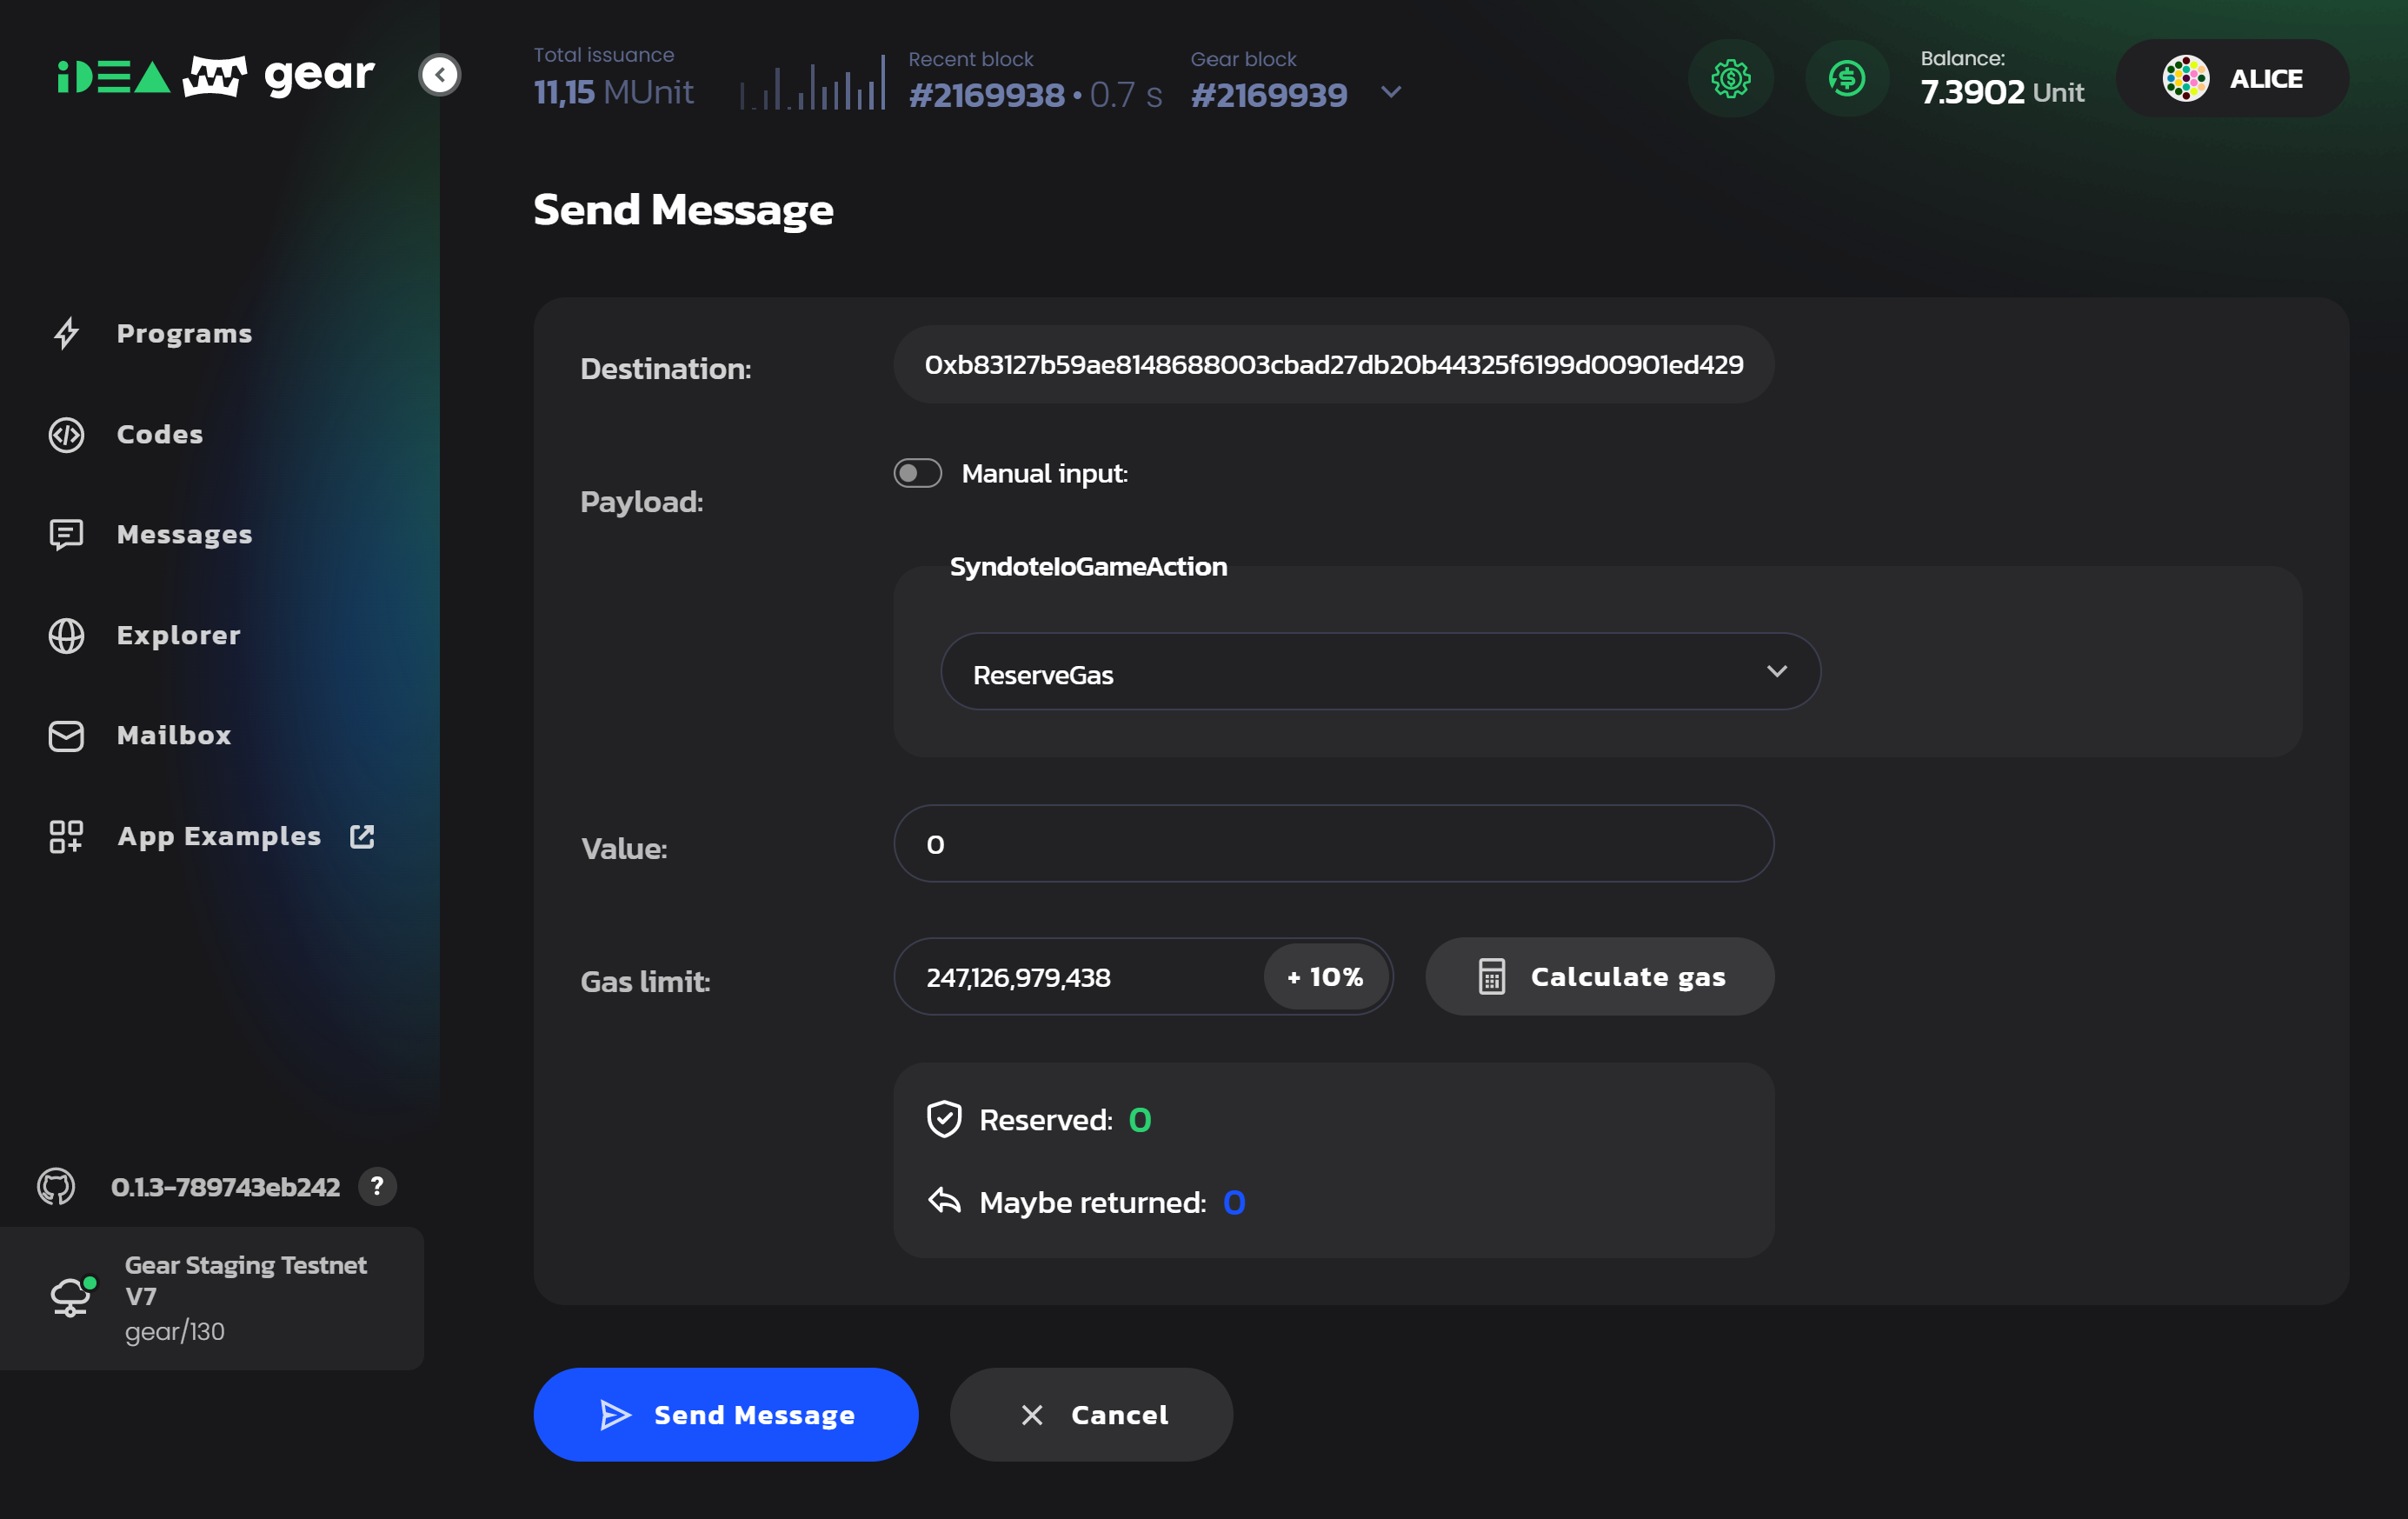 iDEA gear
Total issuance
11,15 MUnit
Recent block
#2169938 • 0.7 s
Gear block
#2169939
Balance:
7.3902 Unit
ALICE
Programs
Codes
Messages
Explorer
Mailbox
App Examples
0.1.3-789743eb242 ?
Gear Staging Testnet
V7
gear/130
Send Message
Destination:
0xb83127b59ae8148688003cbad27db20b44325f6199d00901ed429
Payload:
Manual input:
SyndoteIoGameAction
ReserveGas
Value:
0
Gas limit:
247,126,979,438
+ 10%
Calculate gas
Reserved: 0
Maybe returned: 0
Send Message
Cancel